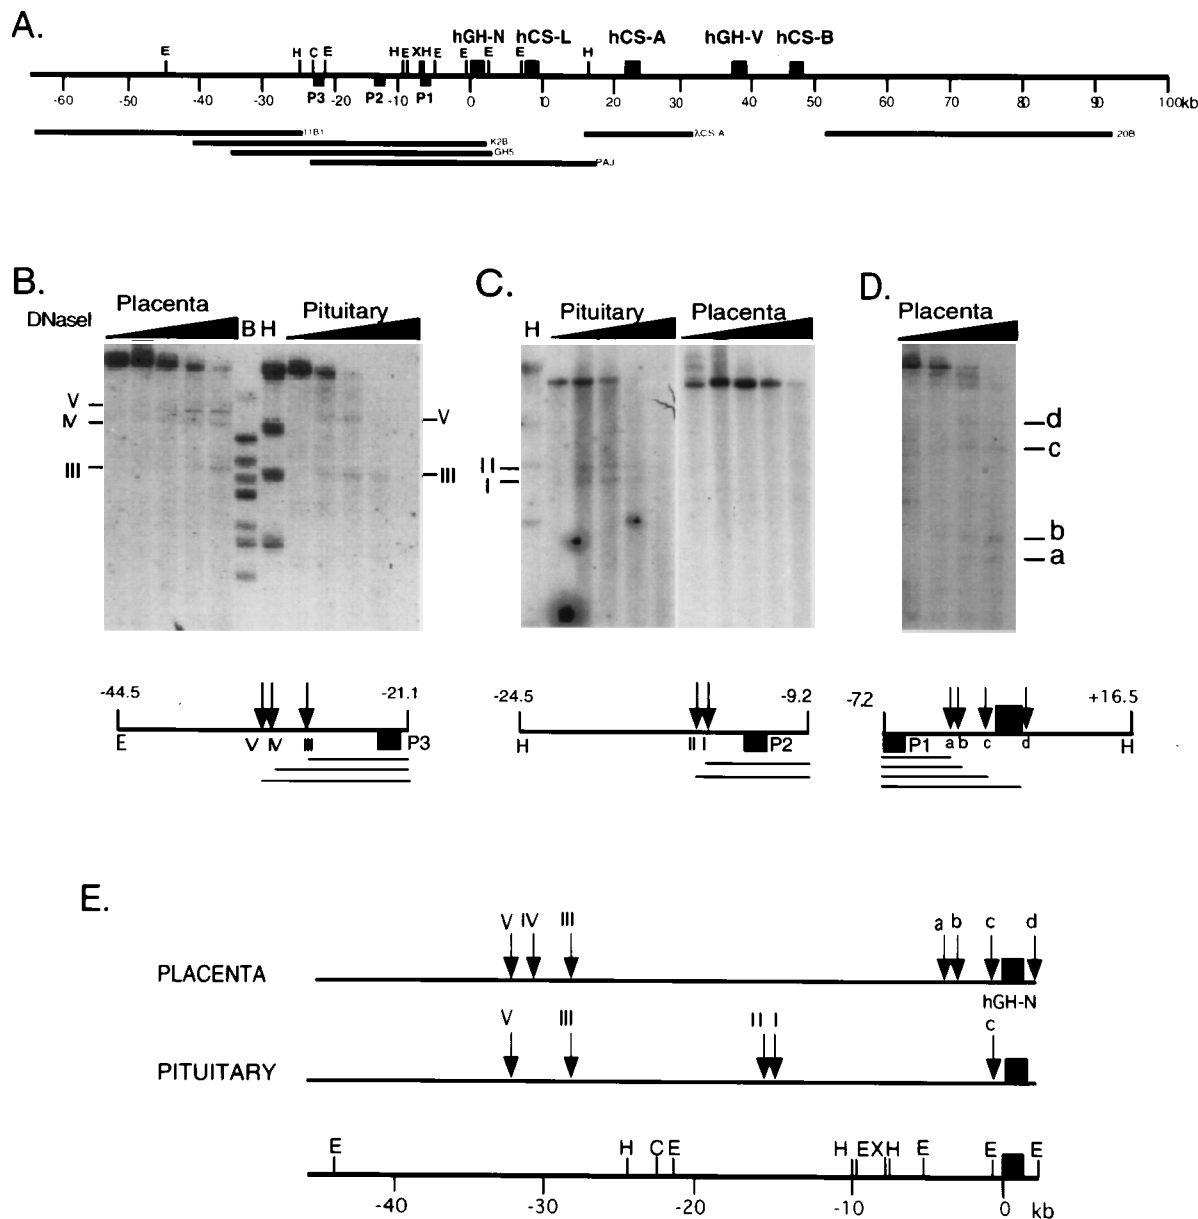 A.
hGH-N hCS-L hCS-A hGH-V hCS-B
E H C E H E X H E E E E H
-60 -50 -40 -30 -20 -10 0 10 20 30 40 50 60 70 80 90 100kb
P3 P2 P1
11B1 λCS-A 20B
K2B
GH5
PAJ
B. C. D.
DNaseI Placenta B H Pituitary
H Pituitary Placenta
Placenta
V
IV
III
V
III
II
I
d
c
b
a
-44.5 -21.1
E V IV III P3
-24.5 -9.2
H II I P2
-7.2 +16.5
P1 a b c d H
E.
V IV III a b c d
PLACENTA
hGH-N
V III II I c
PITUITARY
E H C E H E X H E E E
-40 -30 -20 -10 0 kb